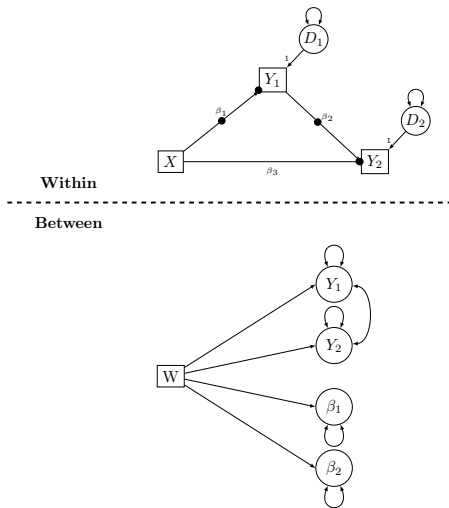 D₁
1
Y₁
β₁
β₂
D₂
1
X
Y₂
β₃
Within
Between
Y₁
Y₂
W
β₁
β₂